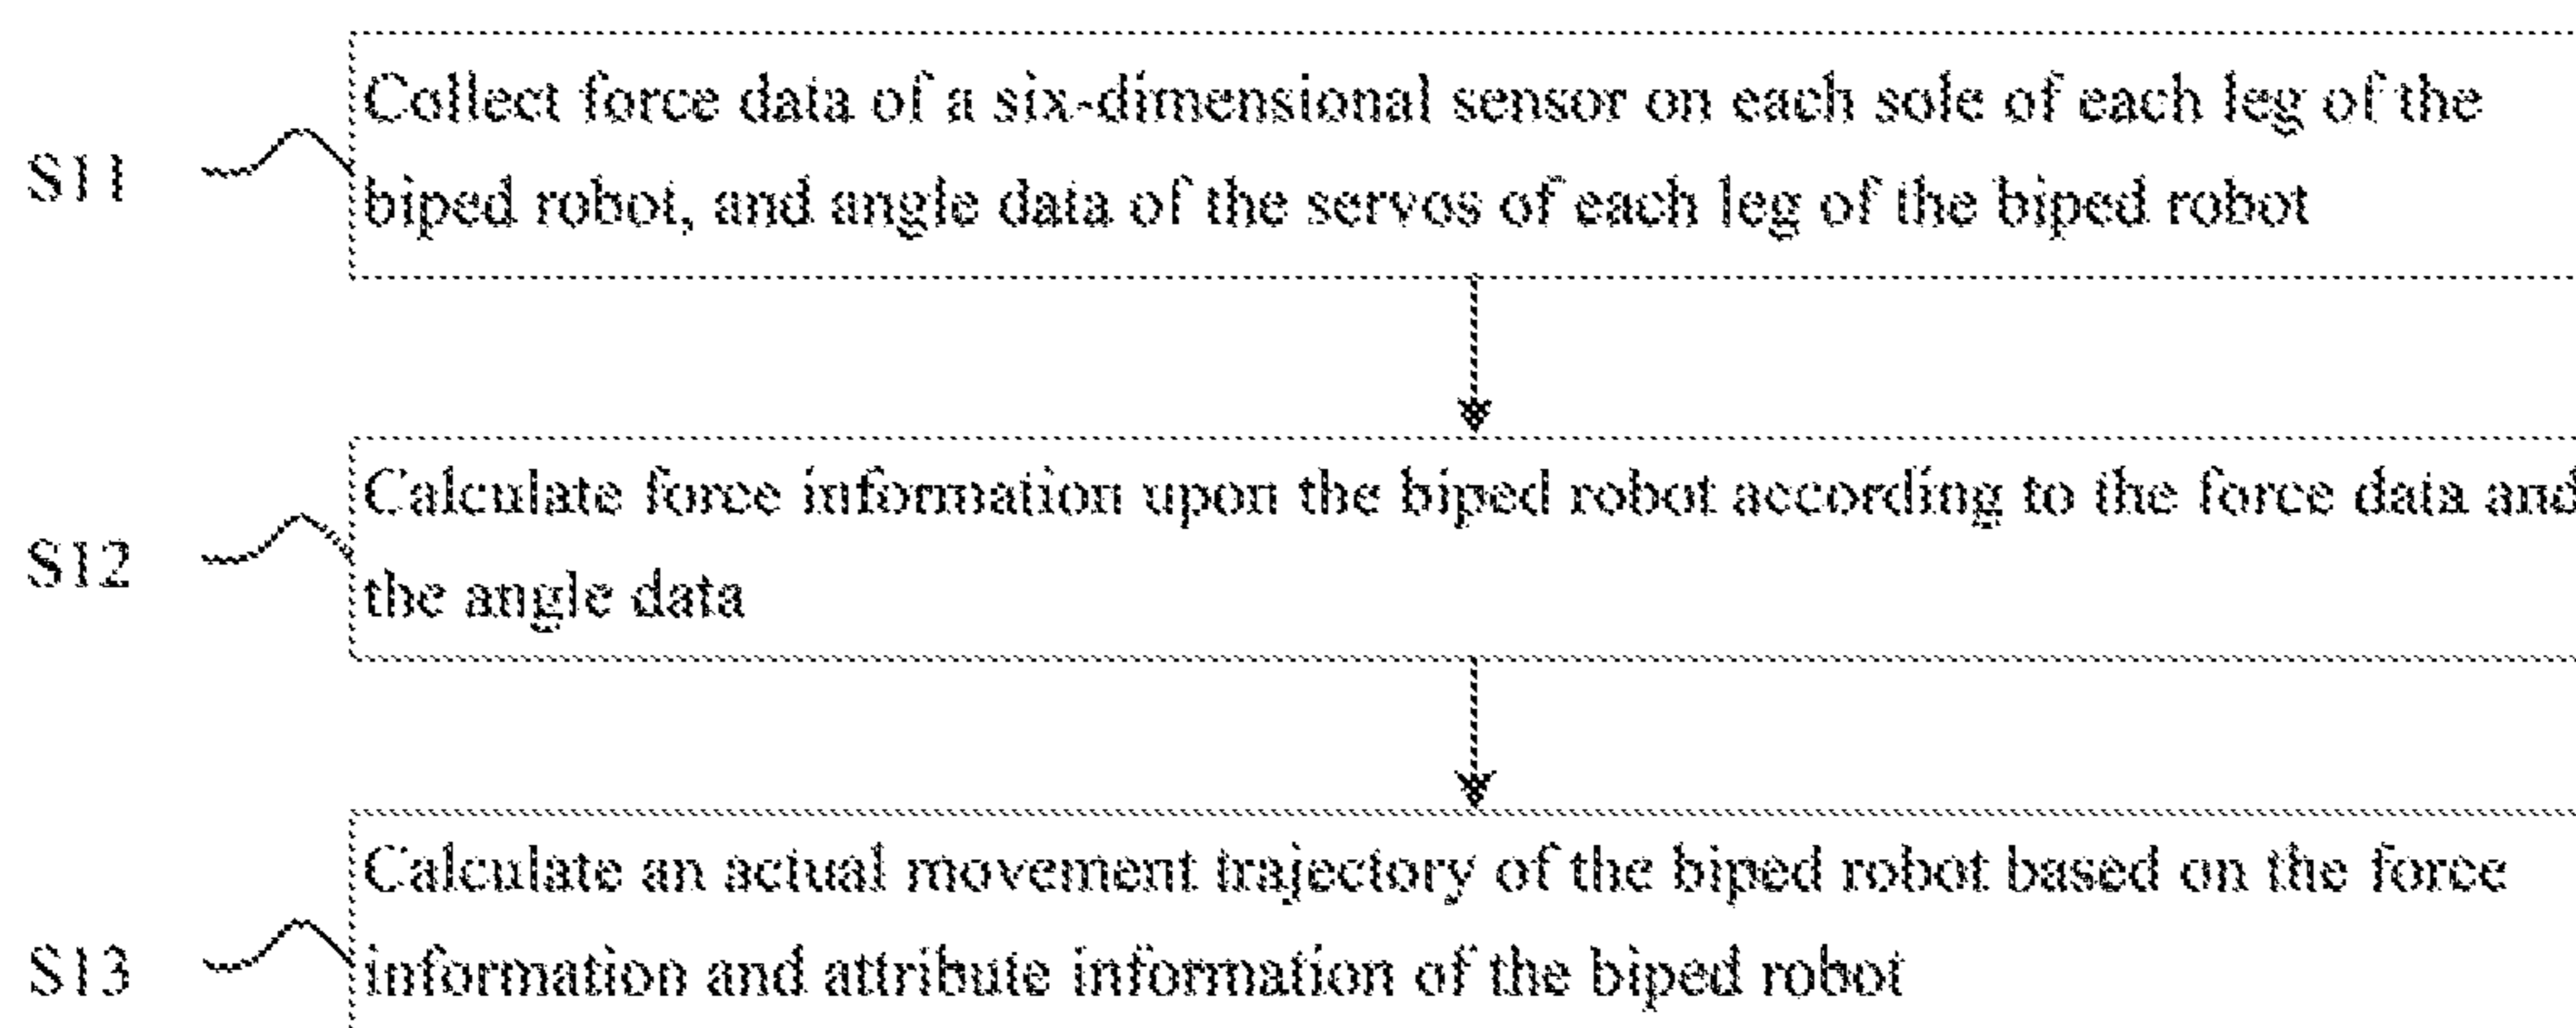 S11
Collect force data of a six-dimensional sensor on each sole of each leg of the
biped robot, and angle data of the servos of each leg of the biped robot
S12
Calculate force information upon the biped robot according to the force data and
the angle data
S13
Calculate an actual movement trajectory of the biped robot based on the force
information and attribute information of the biped robot